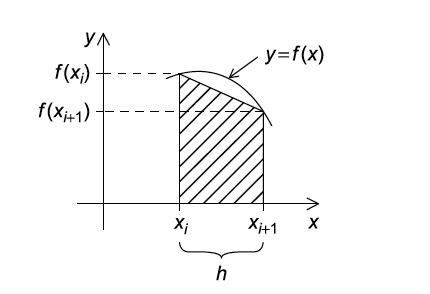 y
y=f(x)
f(x_i)
f(x_{i+1})
x_i
x_{i+1}
x
h